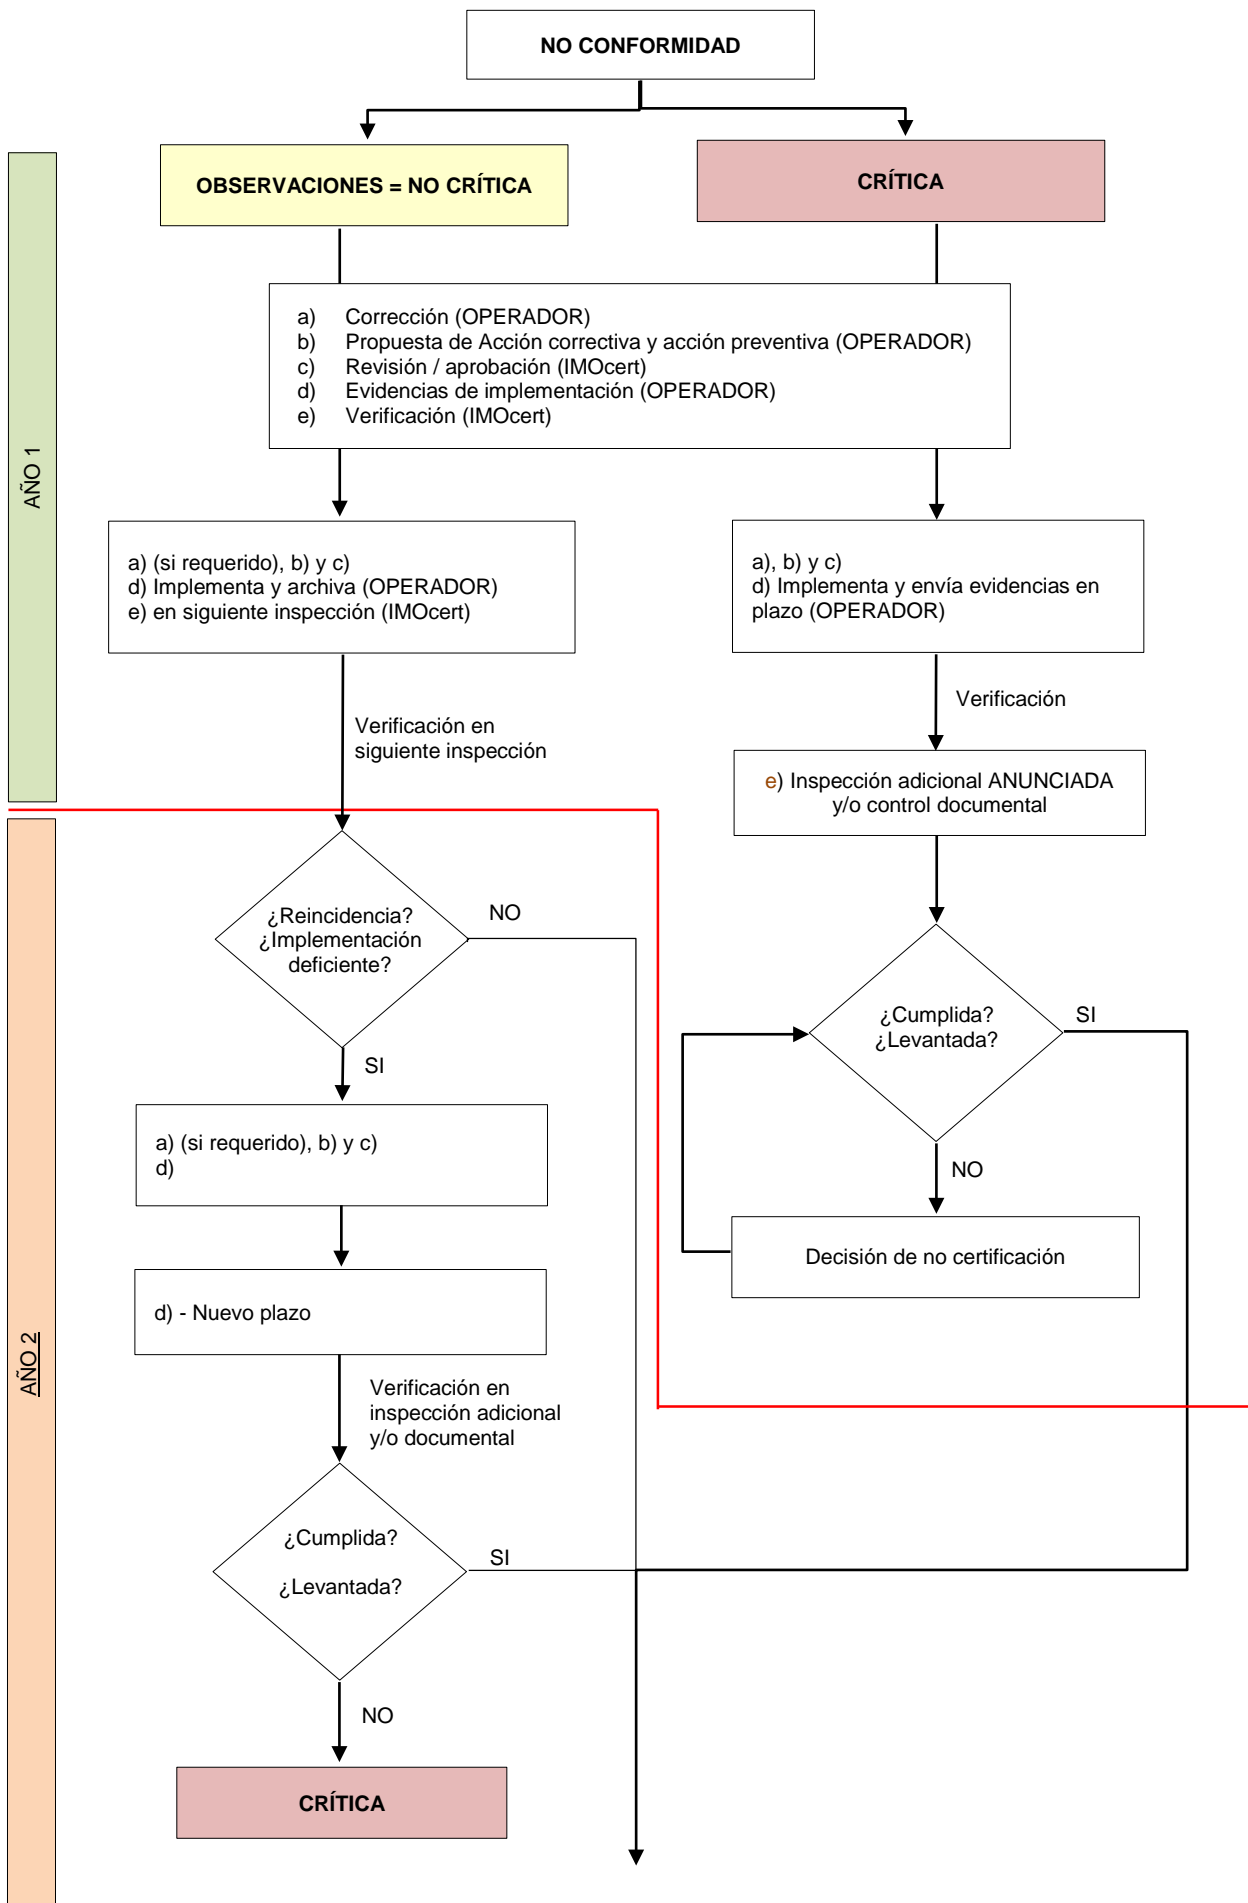 NO CONFORMIDAD
OBSERVACIONES = NO CRÍTICA
CRÍTICA
a) Corrección (OPERADOR)
b) Propuesta de Acción correctiva y acción preventiva (OPERADOR)
c) Revisión / aprobación (IMOcert)
d) Evidencias de implementación (OPERADOR)
e) Verificación (IMOcert)
AÑO 1
a) (si requerido), b) y c)
d) Implementa y archiva (OPERADOR)
e) en siguiente inspección (IMOcert)
a), b) y c)
d) Implementa y envía evidencias en
plazo (OPERADOR)
Verificación en
siguiente inspección
Verificación
e) Inspección adicional ANUNCIADA
y/o control documental
AÑO 2
¿Reincidencia?
¿Implementación
deficiente?
NO
SI
¿Cumplida?
¿Levantada?
SI
NO
a) (si requerido), b) y c)
d)
Decisión de no certificación
d) - Nuevo plazo
Verificación en
inspección adicional
y/o documental
¿Cumplida?
¿Levantada?
SI
NO
CRÍTICA